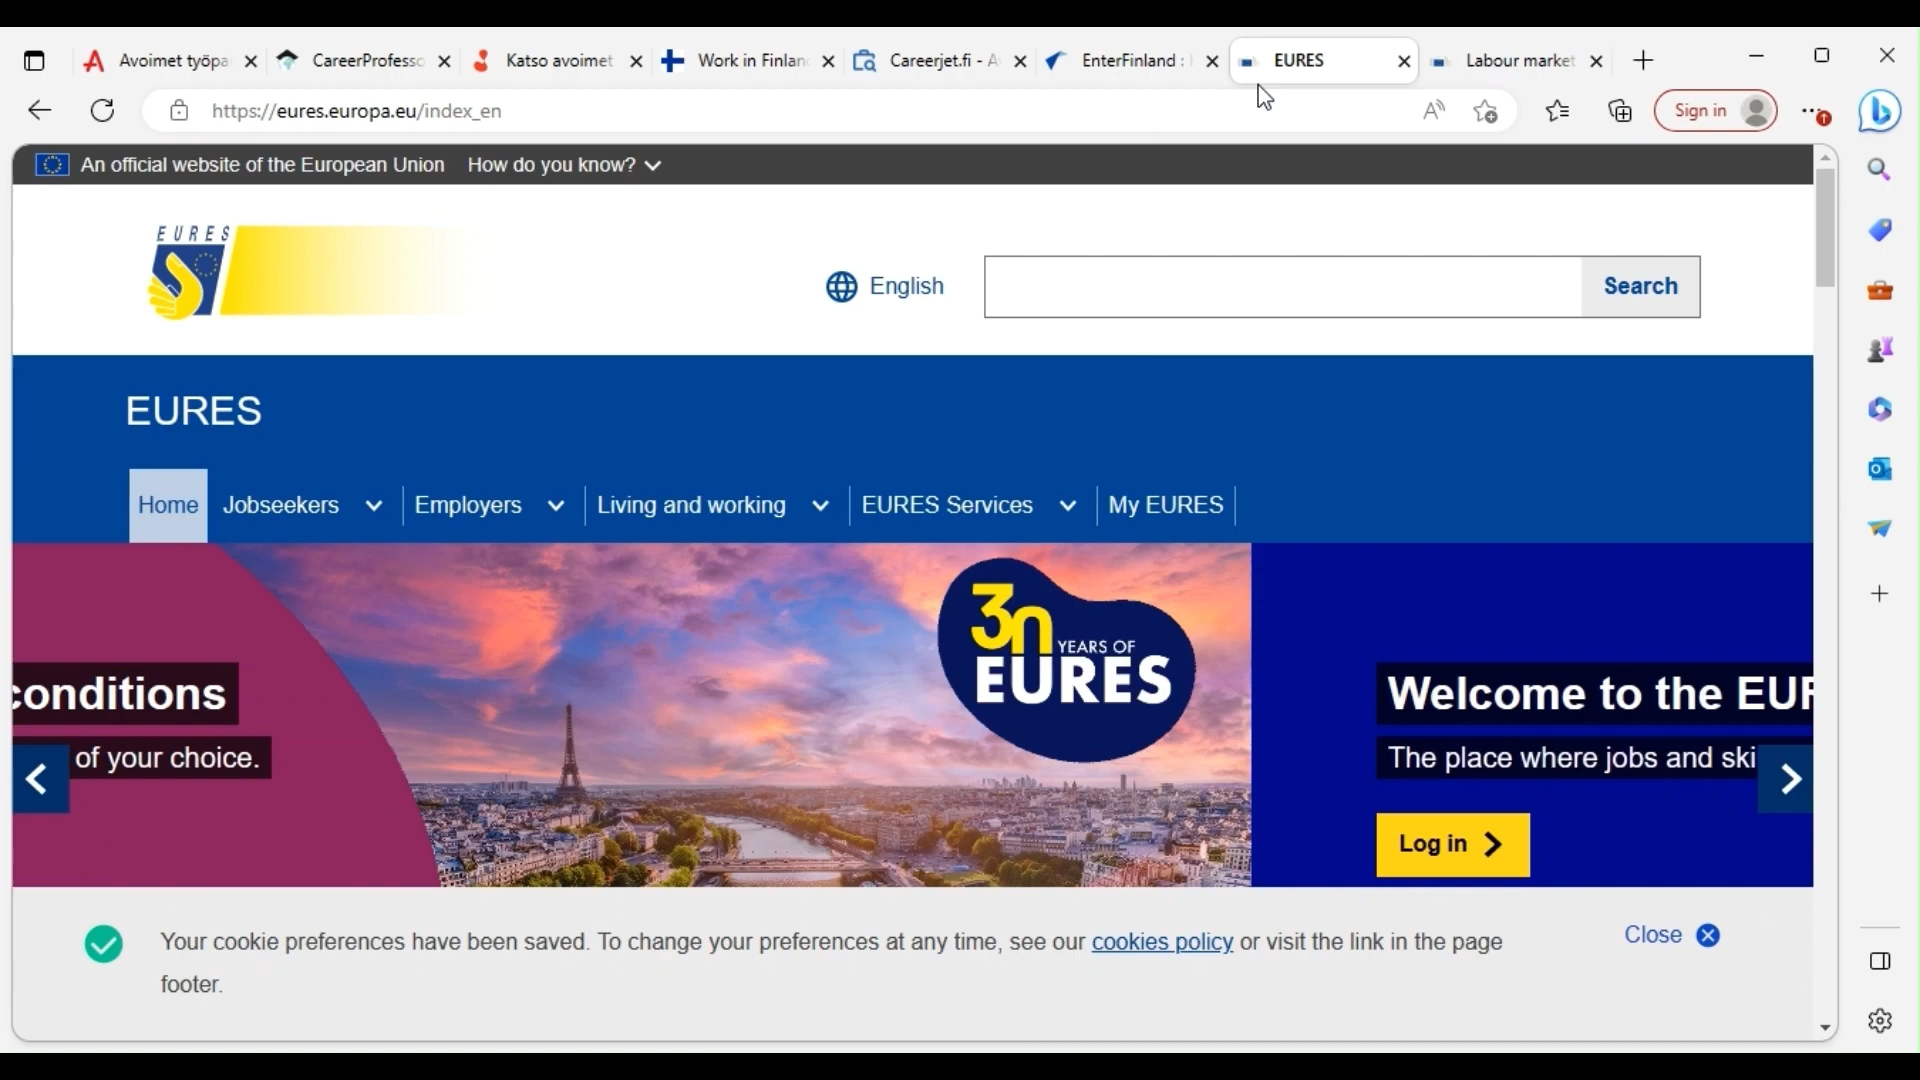 Avoimet työpa
CareerProfesso
Katso avoimet
Work in Finlan
Careerjet.fi - A
EnterFinland :
EURES
Labour market
https://eures.europa.eu/index_en
Sign in
An official website of the European Union How do you know?
EURES
English
Search
EURES
Home
Jobseekers
Employers
Living and working
EURES Services
My EURES
30
YEARS OF
EURES
conditions
of your choice.
Welcome to the EUR
The place where jobs and ski
Log in
Your cookie preferences have been saved. To change your preferences at any time, see our cookies policy or visit the link in the page
footer.
Close